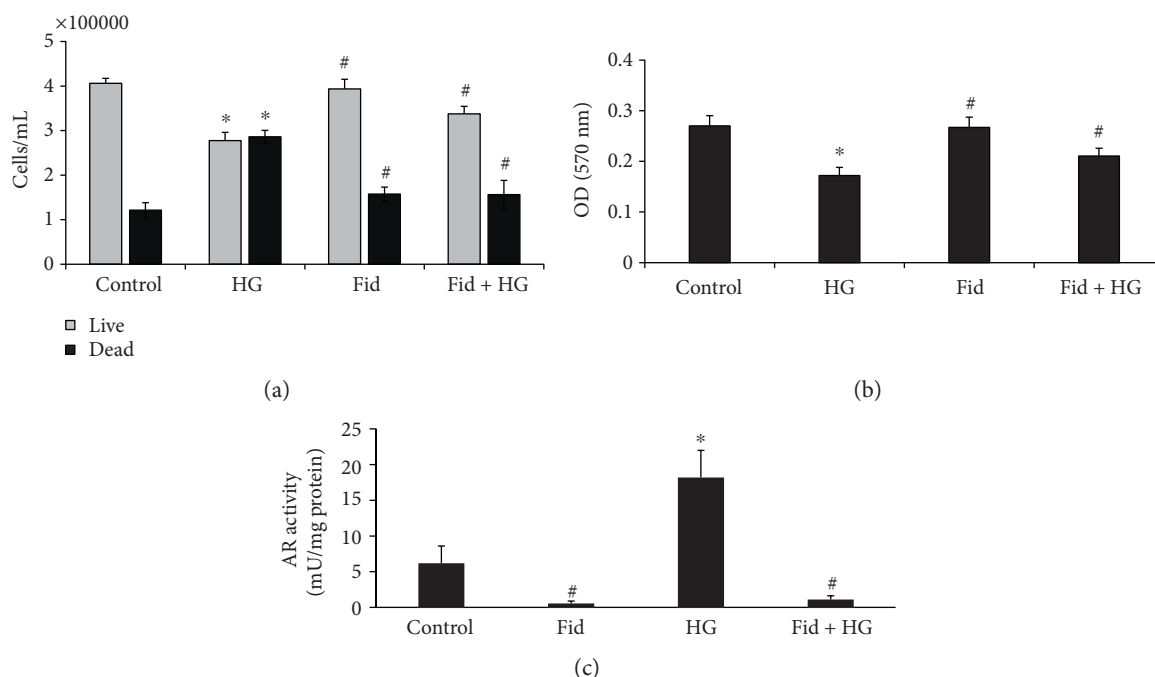 ×100000
5
4
3
2
1
0
Cells/mL
* * # # # #
Control HG Fid Fid + HG
Live
Dead
(a)
0.4
0.3
0.2
0.1
0
OD (570 nm)
* # #
Control HG Fid Fid + HG
(b)
25
20
15
10
5
0
AR activity
(mU/mg protein)
# * #
Control Fid HG Fid + HG
(c)